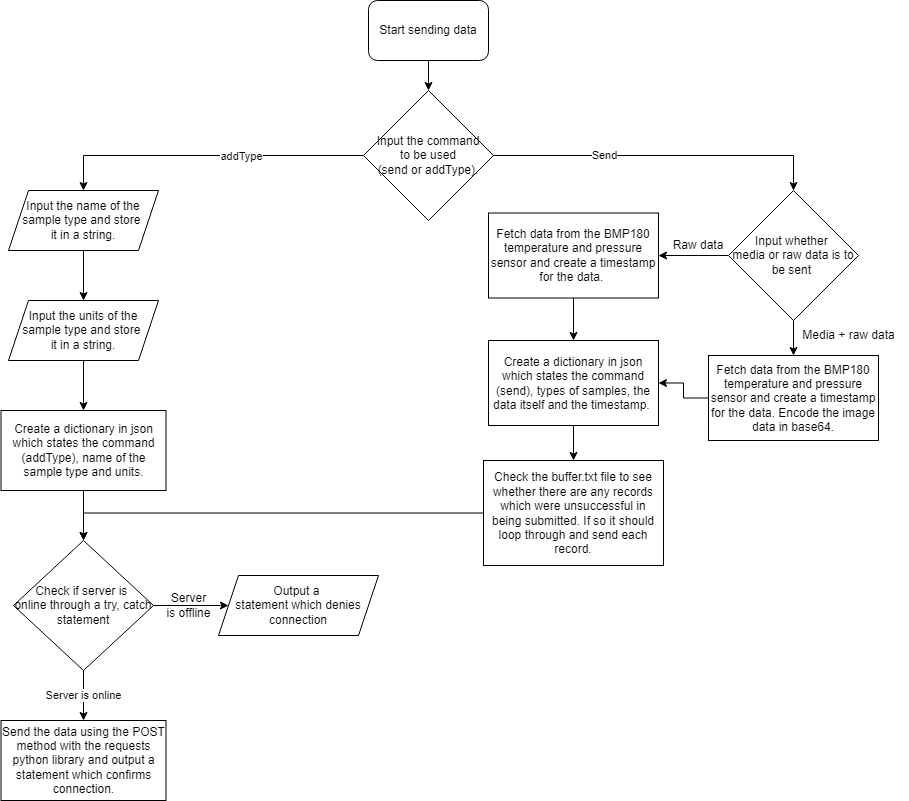 Start sending data
Input the command
to be used
(send or addType).
addType
Send
Input the name of the
sample type and store
it in a string.
Fetch data from the BMP180
temperature and pressure
sensor and create a timestamp
for the data.
Raw data
Input whether
media or raw data is to
be sent
Input the units of the
sample type and store
it in a string.
Media + raw data
Create a dictionary in json
which states the command
(send), types of samples, the
data itself and the timestamp.
Fetch data from the BMP180
temperature and pressure
sensor and create a timestamp
for the data. Encode the image
data in base64.
Create a dictionary in json
which states the command
(addType), name of the
sample type and units.
Check the buffer.txt file to see
whether there are any records
which were unsuccessful in
being submitted. If so it should
loop through and send each
record.
Check if server is
online through a try, catch
statement
Server
is offline
Output a
statement which denies
connection
Server is online
Send the data using the POST
method with the requests
python library and output a
statement which confirms
connection.